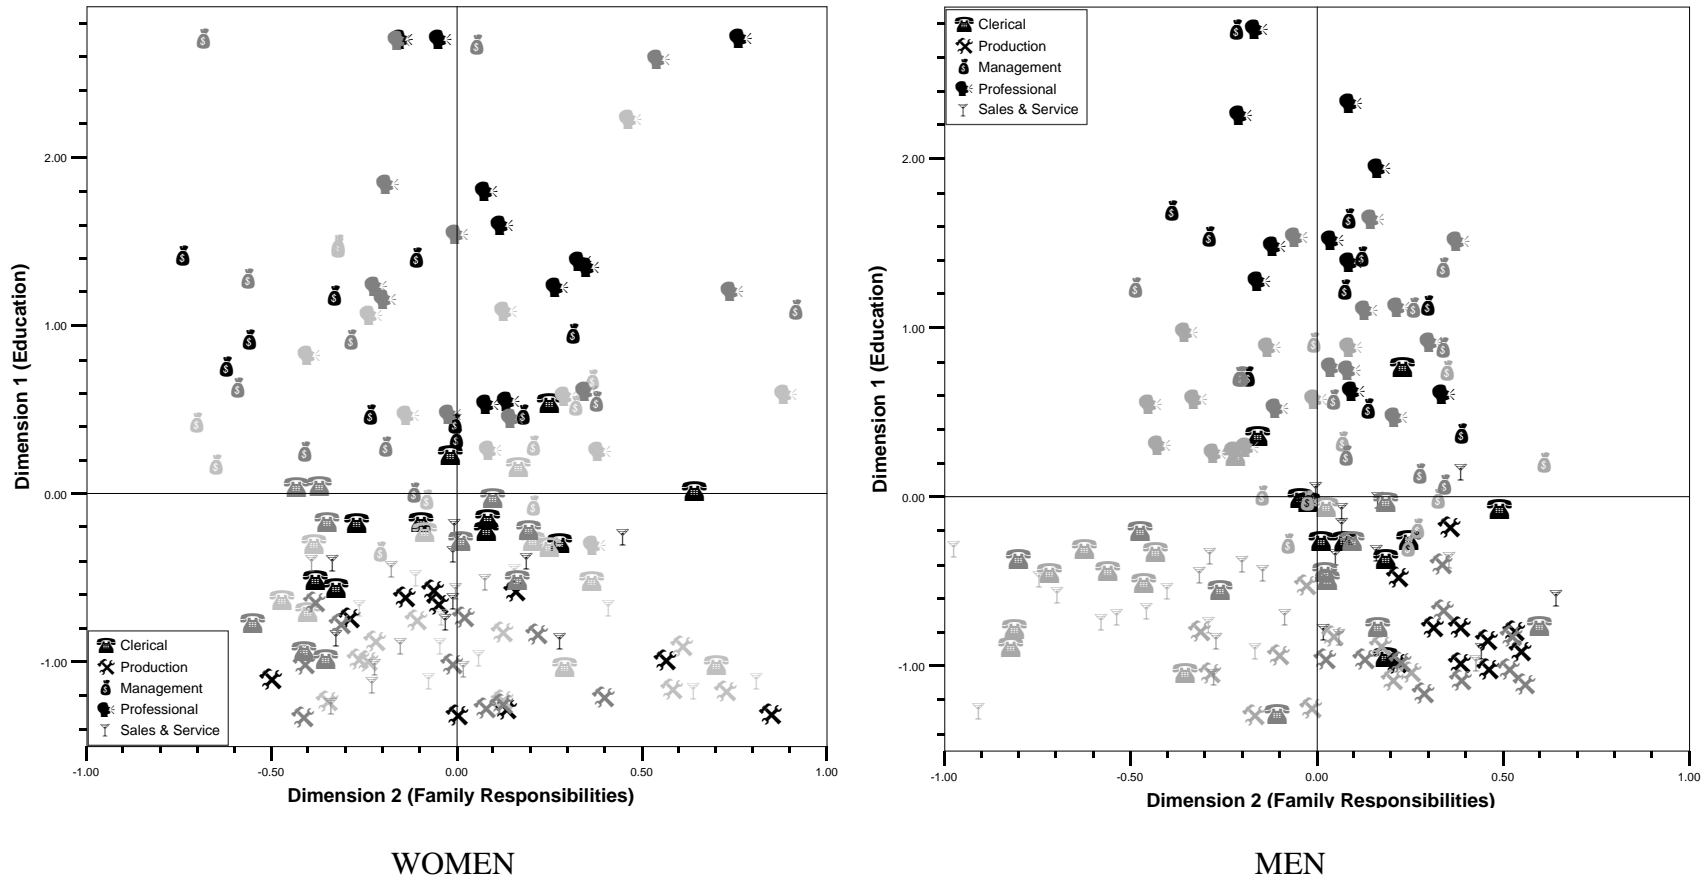 Clerical
Production
Management
Professional
Sales & Service
2.00
1.00
0.00
-1.00
Dimension 1 (Education)
Clerical
Production
Management
Professional
Sales & Service
-1.00
-0.50
0.00
0.50
1.00
Dimension 2 (Family Responsibilities)
WOMEN
2.00
1.00
0.00
-1.00
Dimension 1 (Education)
-1.00
-0.50
0.00
0.50
1.00
Dimension 2 (Family Responsibilities)
MEN